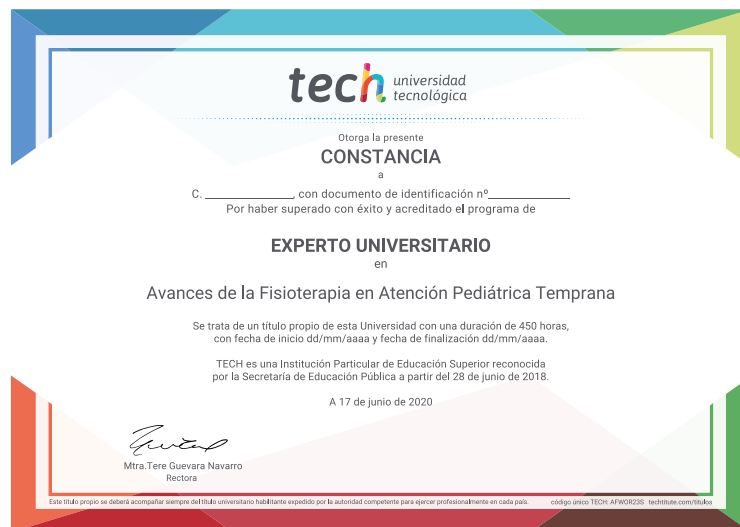 tech universidad
tecnológica
Otorga la presente
CONSTANCIA
a
C. ______________, con documento de identificación nº______________
Por haber superado con éxito y acreditado el programa de
EXPERTO UNIVERSITARIO
en
Avances de la Fisioterapia en Atención Pediátrica Temprana
Se trata de un título propio de esta Universidad con una duración de 450 horas,
con fecha de inicio dd/mm/aaaa y fecha de finalización dd/mm/aaaa.
TECH es una Institución Particular de Educación Superior reconocida
por la Secretaría de Educación Pública a partir del 28 de junio de 2018.
A 17 de junio de 2020
Mtra.Tere Guevara Navarro
Rectora
Este título propio se deberá acompañar siempre del título universitario habilitante expedido por la autoridad competente para ejercer profesionalmente en cada país. código único TECH: AFWOR23S techtitute.com/titulos